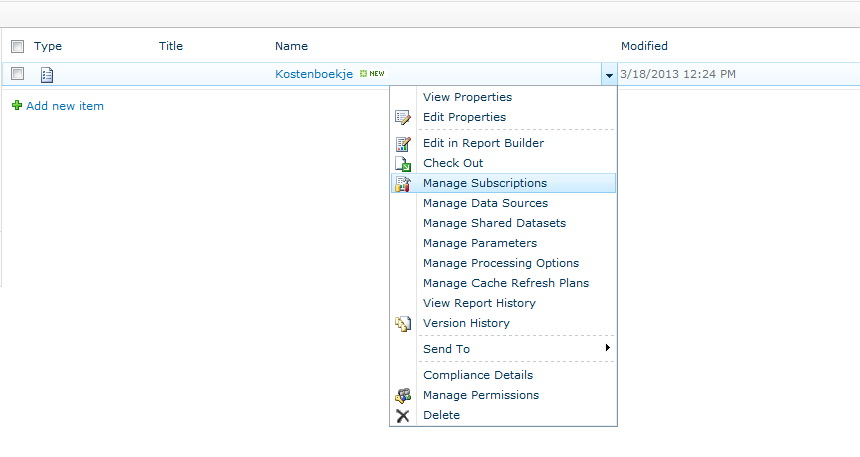 Type Title Name Modified
Kostenboekje NEW 3/18/2013 12:24 PM
Add new item
View Properties
Edit Properties
Edit in Report Builder
Check Out
Manage Subscriptions
Manage Data Sources
Manage Shared Datasets
Manage Parameters
Manage Processing Options
Manage Cache Refresh Plans
View Report History
Version History
Send To
Compliance Details
Manage Permissions
Delete